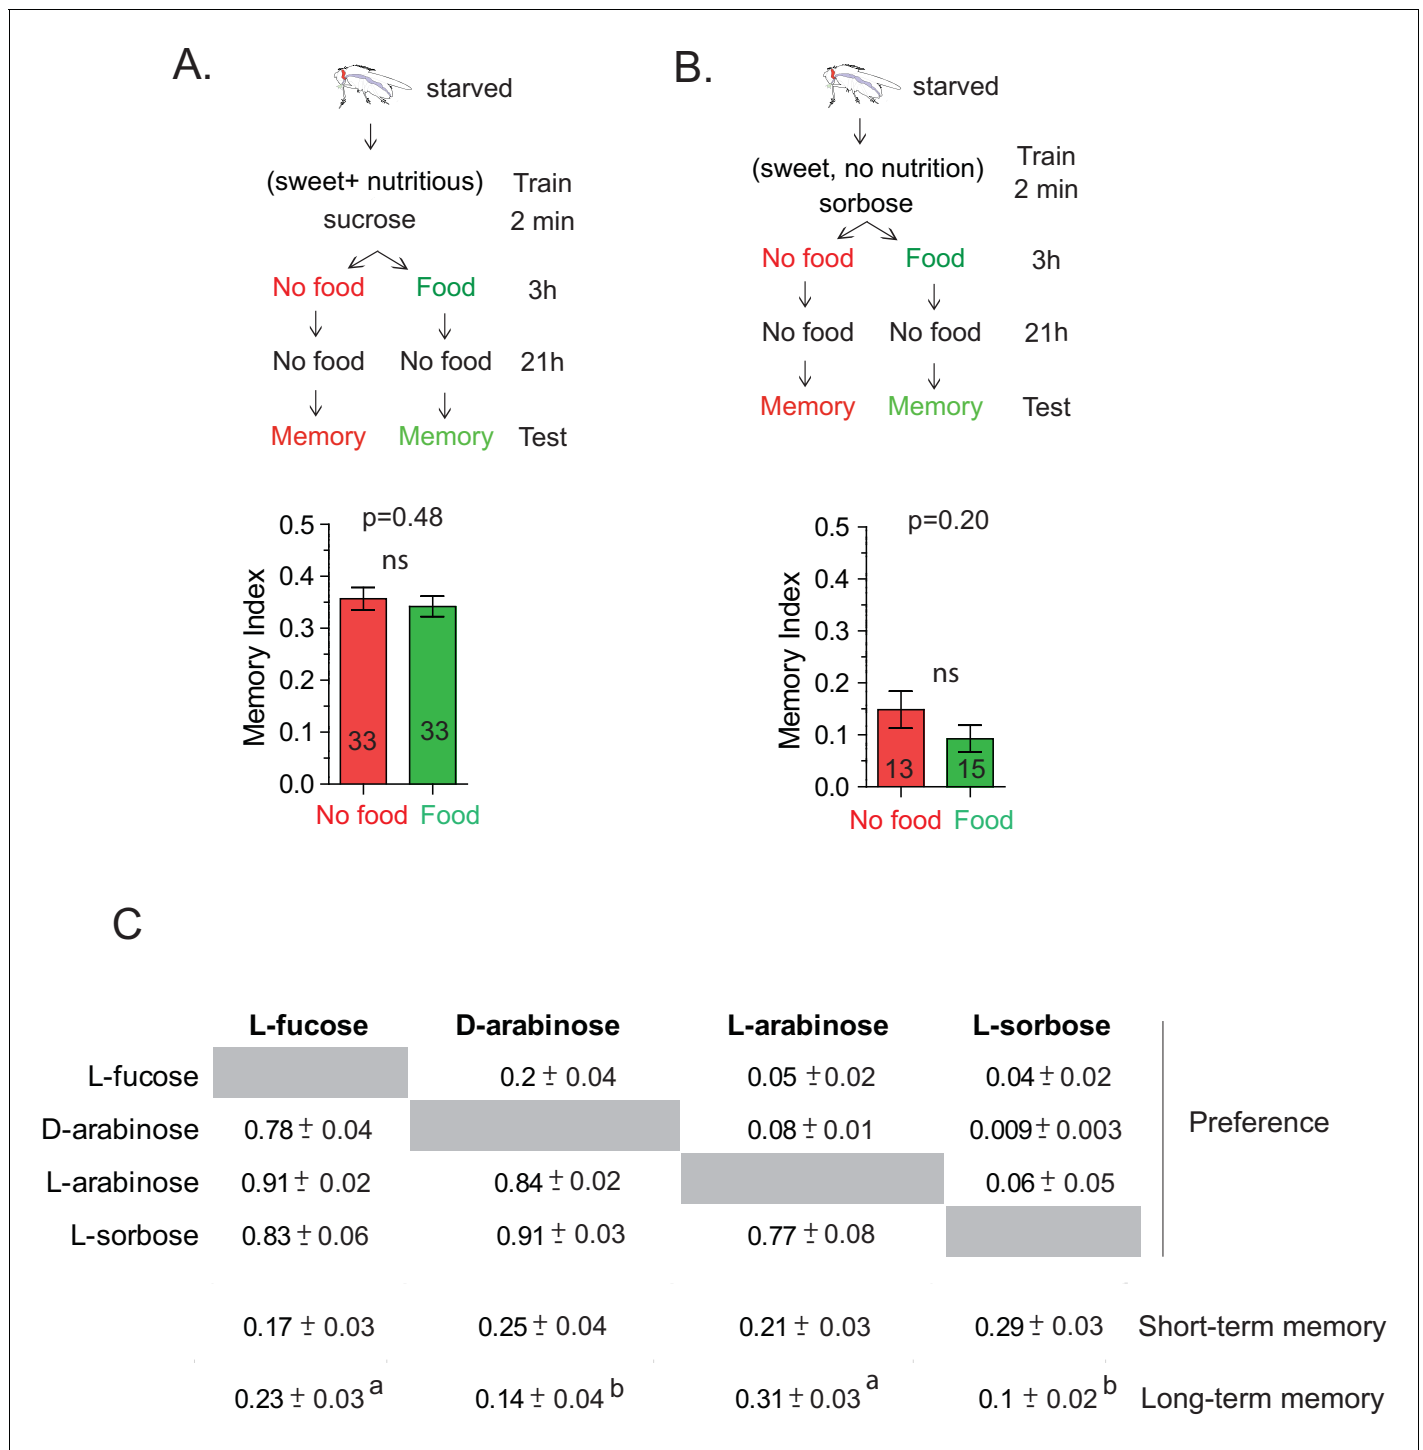 A.
starved
(sweet+ nutritious) Train
sucrose 2 min
No food Food 3h
No food No food 21h
Memory Memory Test
p=0.48
ns
Memory Index
0.5
0.4
0.3
0.2
0.1
0.0
33 33
No food Food
B.
starved
(sweet, no nutrition) Train
sorbose 2 min
No food Food 3h
No food No food 21h
Memory Memory Test
p=0.20
ns
Memory Index
0.5
0.4
0.3
0.2
0.1
0.0
13 15
No food Food
C
L-fucose D-arabinose L-arabinose L-sorbose
L-fucose 0.2 ± 0.04 0.05 ± 0.02 0.04 ± 0.02
D-arabinose 0.78 ± 0.04 0.08 ± 0.01 0.009 ± 0.003
L-arabinose 0.91 ± 0.02 0.84 ± 0.02 0.06 ± 0.05
L-sorbose 0.83 ± 0.06 0.91 ± 0.03 0.77 ± 0.08
Preference
0.17 ± 0.03 0.25 ± 0.04 0.21 ± 0.03 0.29 ± 0.03 Short-term memory
0.23 ± 0.03 a 0.14 ± 0.04 b 0.31 ± 0.03 a 0.1 ± 0.02 b Long-term memory